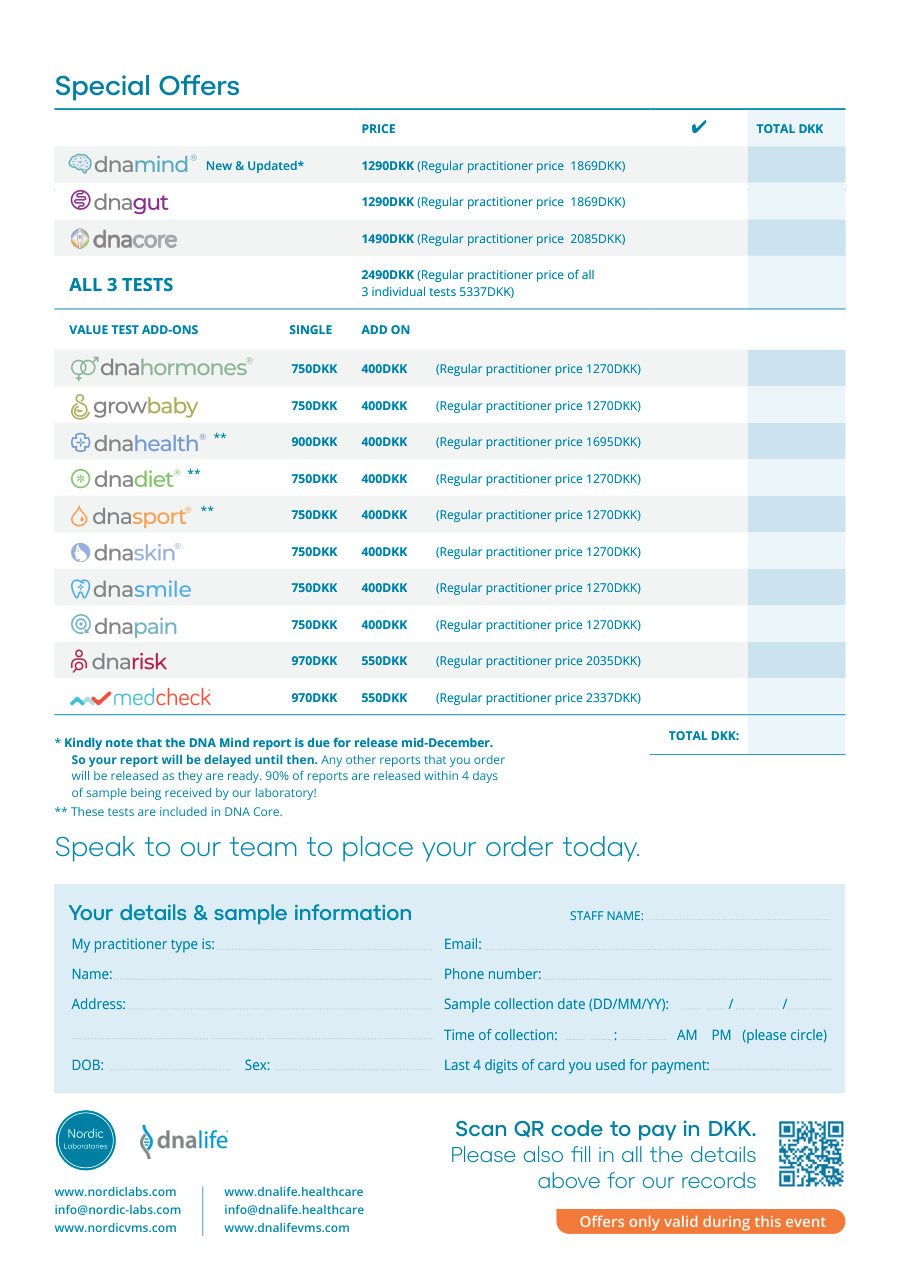 Special Offers
PRICE ✔ TOTAL DKK
dnamind® New & Updated* 1290DKK (Regular practitioner price 1869DKK)
dnagut 1290DKK (Regular practitioner price 1869DKK)
dnacore 1490DKK (Regular practitioner price 2085DKK)
ALL 3 TESTS 2490DKK (Regular practitioner price of all
3 individual tests 5337DKK)
VALUE TEST ADD-ONS SINGLE ADD ON
dnahormones® 750DKK 400DKK (Regular practitioner price 1270DKK)
growbaby 750DKK 400DKK (Regular practitioner price 1270DKK)
dnahealth® ** 900DKK 400DKK (Regular practitioner price 1695DKK)
dnadiet® ** 750DKK 400DKK (Regular practitioner price 1270DKK)
dnasport® ** 750DKK 400DKK (Regular practitioner price 1270DKK)
dnaskin® 750DKK 400DKK (Regular practitioner price 1270DKK)
dnasmile 750DKK 400DKK (Regular practitioner price 1270DKK)
dnapain 750DKK 400DKK (Regular practitioner price 1270DKK)
dnarisk 970DKK 550DKK (Regular practitioner price 2035DKK)
medcheck 970DKK 550DKK (Regular practitioner price 2337DKK)
TOTAL DKK:
* Kindly note that the DNA Mind report is due for release mid-December.
So your report will be delayed until then. Any other reports that you order
will be released as they are ready. 90% of reports are released within 4 days
of sample being received by our laboratory!
** These tests are included in DNA Core.
Speak to our team to place your order today.
Your details & sample information STAFF NAME:
My practitioner type is: Email:
Name: Phone number:
Address: Sample collection date (DD/MM/YY): / /
Time of collection: : AM PM (please circle)
DOB: Sex: Last 4 digits of card you used for payment:
Nordic
Laboratories
dnalife
Scan QR code to pay in DKK.
Please also fill in all the details
above for our records
www.nordiclabs.com www.dnalife.healthcare
info@nordic-labs.com info@dnalife.healthcare
www.nordicvms.com www.dnalifevms.com
Offers only valid during this event